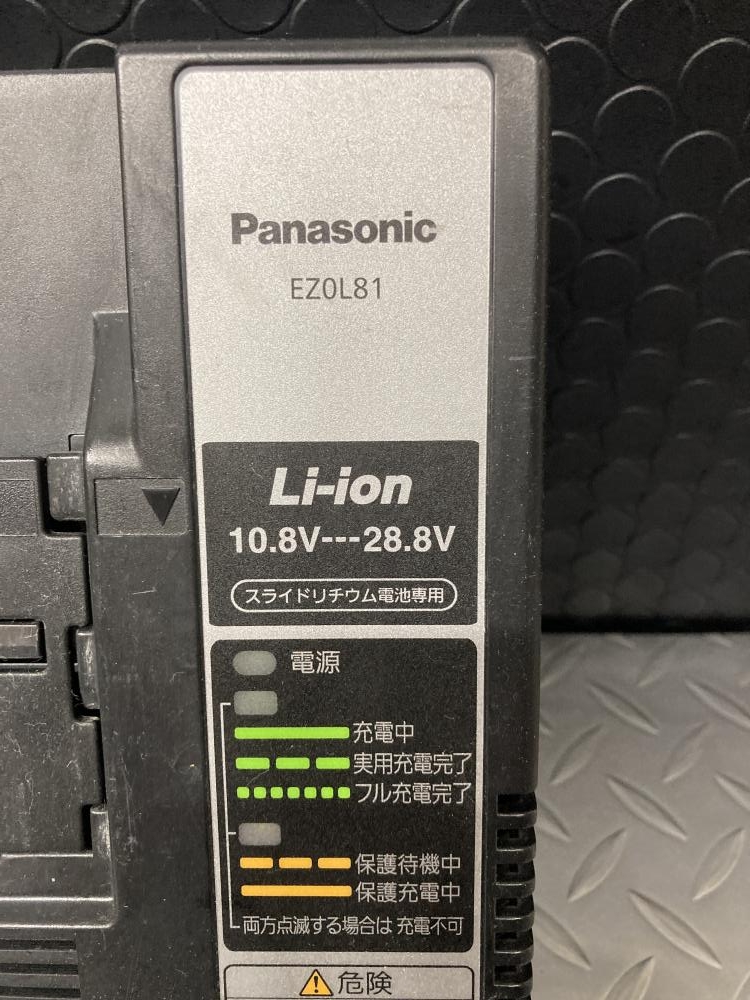 Panasonic
EZ0L81
Li-ion
10.8V---28.8V
スライドリチウム電池専用
電源
充電中
実用充電完了
フル充電完了
保護待機中
保護充電中
両方点滅する場合は 充電不可
危険